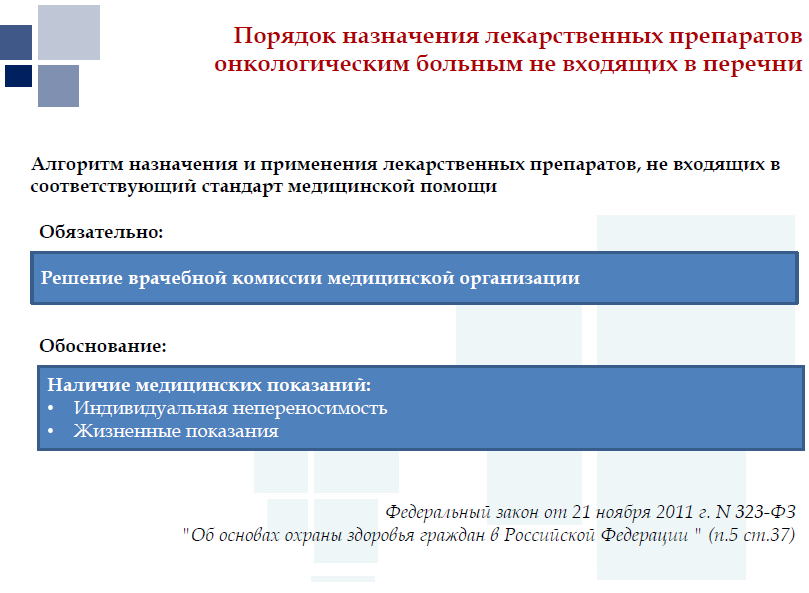 Порядок назначения лекарственных препаратов
онкологическим больным не входящих в перечни
Алгоритм назначения и применения лекарственных препаратов, не входящих в
соответствующий стандарт медицинской помощи
Обязательно:
Решение врачебной комиссии медицинской организации
Обоснование:
Наличие медицинских показаний:
• Индивидуальная непереносимость
• Жизненные показания
Федеральный закон от 21 ноября 2011 г. N 323-ФЗ
"Об основах охраны здоровья граждан в Российской Федерации " (п.5 ст.37)